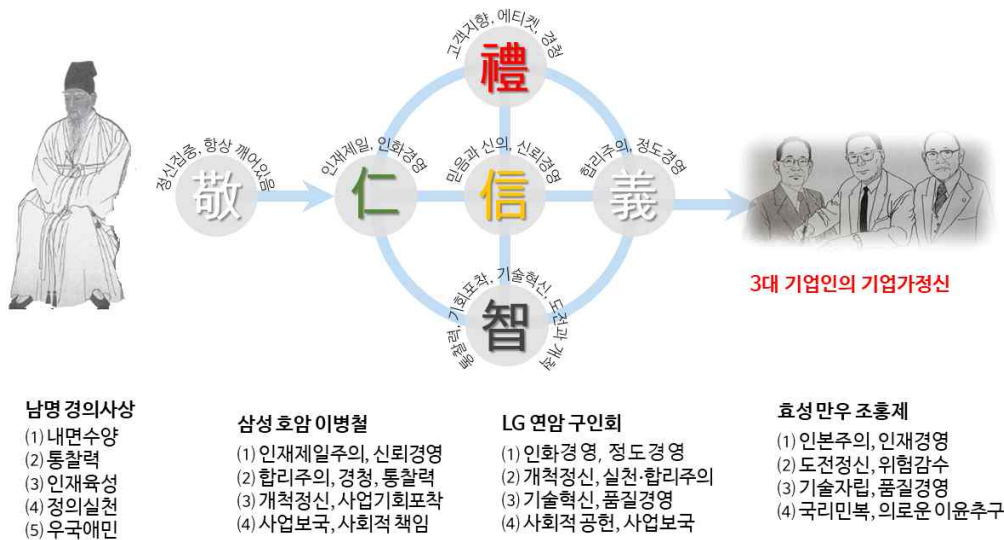 고객지향, 에티켓, 경청
禮
정신집중, 항상 깨어있음
敬
인재제일, 인화경영
仁
믿음과 신의, 신뢰경영
信
합리주의, 정도경영
義
통찰력, 기회포착, 기술혁신, 도전과 개척
智
3대 기업인의 기업가정신
남명 경의사상
(1) 내면수양
(2) 통찰력
(3) 인재육성
(4) 정의실천
(5) 우국애민
삼성 호암 이병철
(1) 인재제일주의, 신뢰경영
(2) 합리주의, 경청, 통찰력
(3) 개척정신, 사업기회포착
(4) 사업보국, 사회적 책임
LG 연암 구인회
(1) 인화경영, 정도경영
(2) 개척정신, 실천·합리주의
(3) 기술혁신, 품질경영
(4) 사회적 공헌, 사업보국
효성 만우 조홍제
(1) 인본주의, 인재경영
(2) 도전정신, 위험감수
(3) 기술자립, 품질경영
(4) 국리민복, 의로운 이윤추구